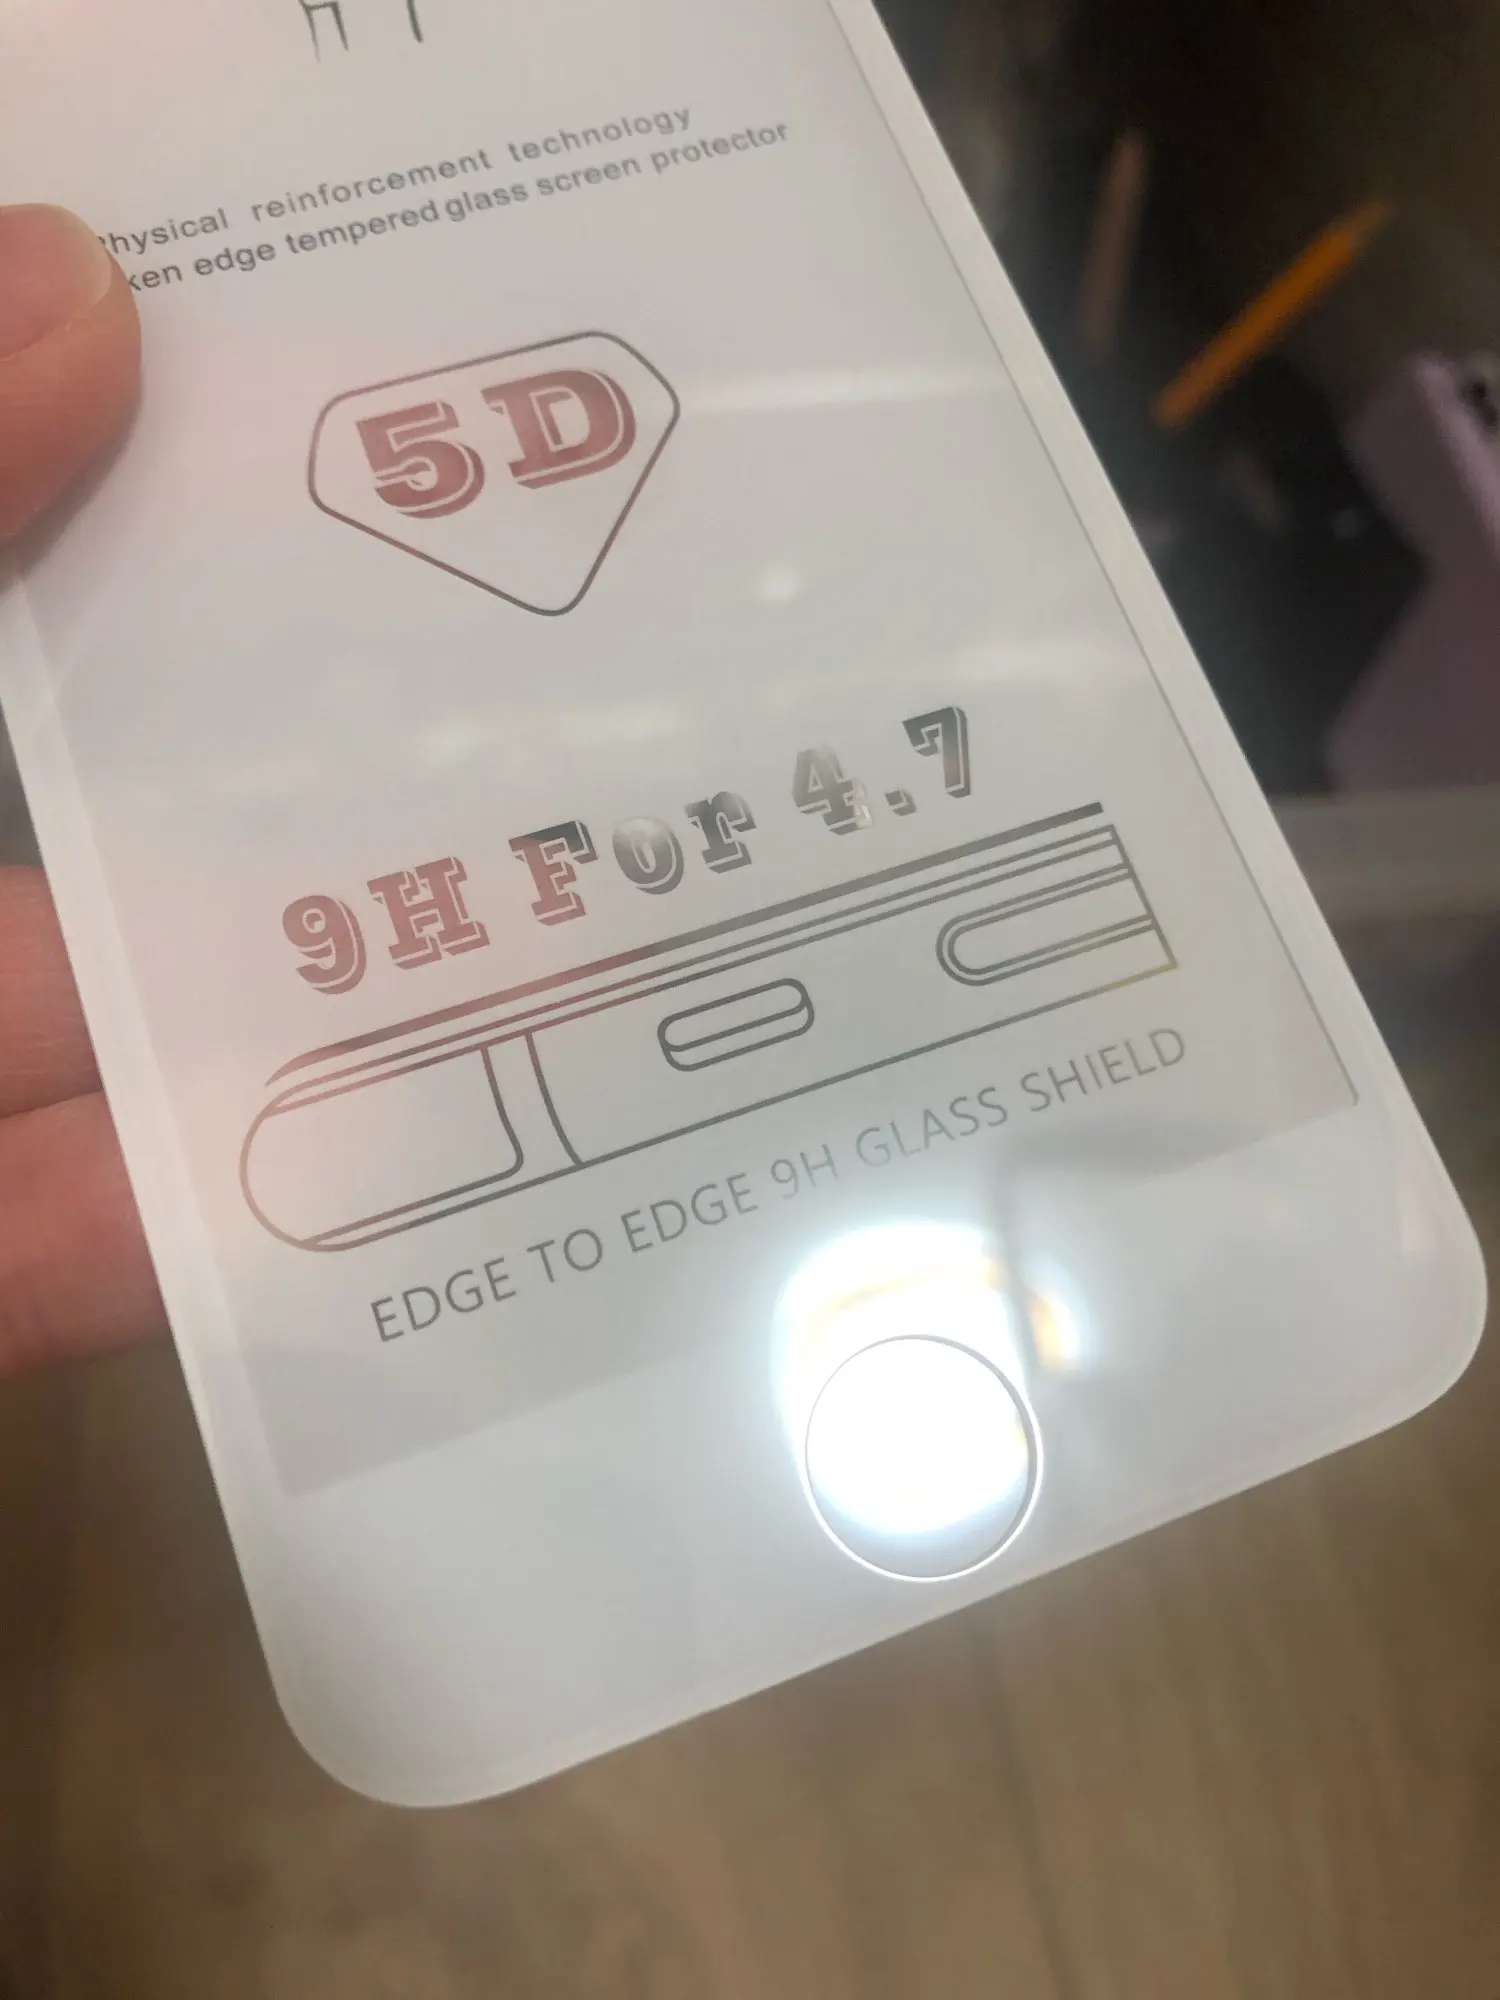 reinforcement technology
edge tempered glass screen protector
5D
9H For 4.7
EDGE TO EDGE 9H GLASS SHIELD